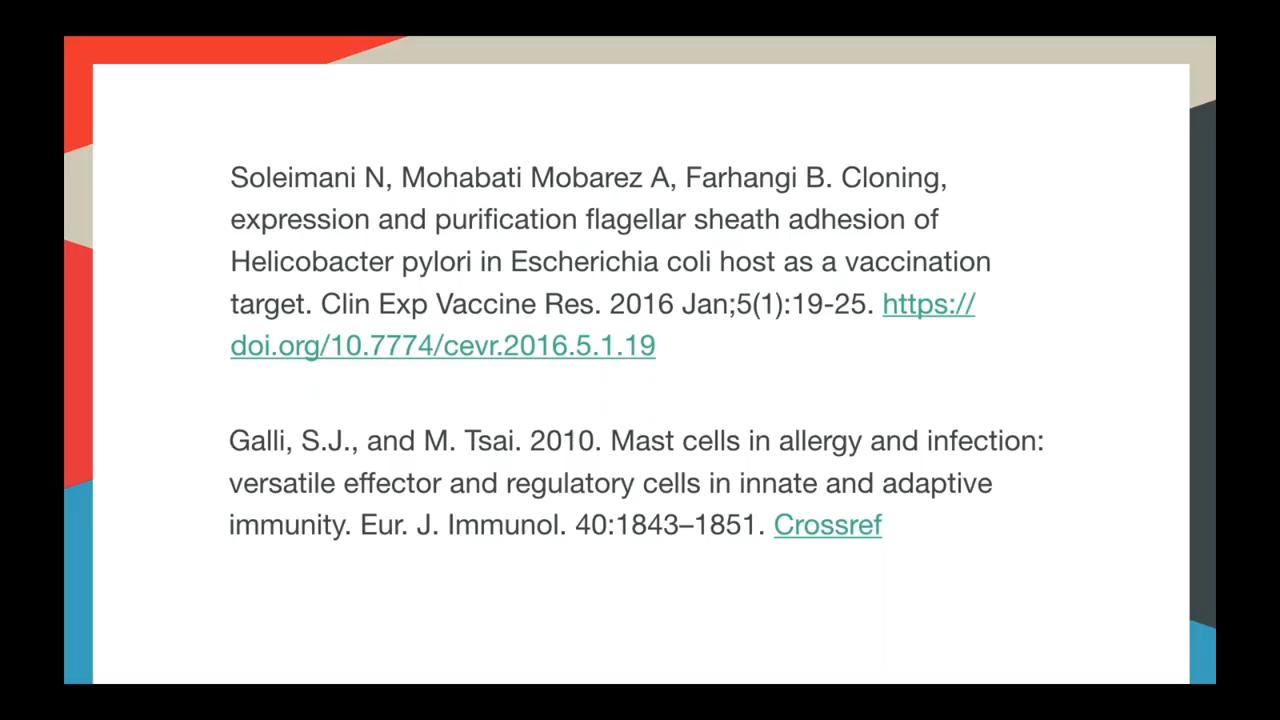 Soleimani N, Mohabati Mobarez A, Farhangi B. Cloning,
expression and purification flagellar sheath adhesion of
Helicobacter pylori in Escherichia coli host as a vaccination
target. Clin Exp Vaccine Res. 2016 Jan;5(1):19-25. https://
doi.org/10.7774/cevr.2016.5.1.19
Galli, S.J., and M. Tsai. 2010. Mast cells in allergy and infection:
versatile effector and regulatory cells in innate and adaptive
immunity. Eur. J. Immunol. 40:1843–1851. Crossref